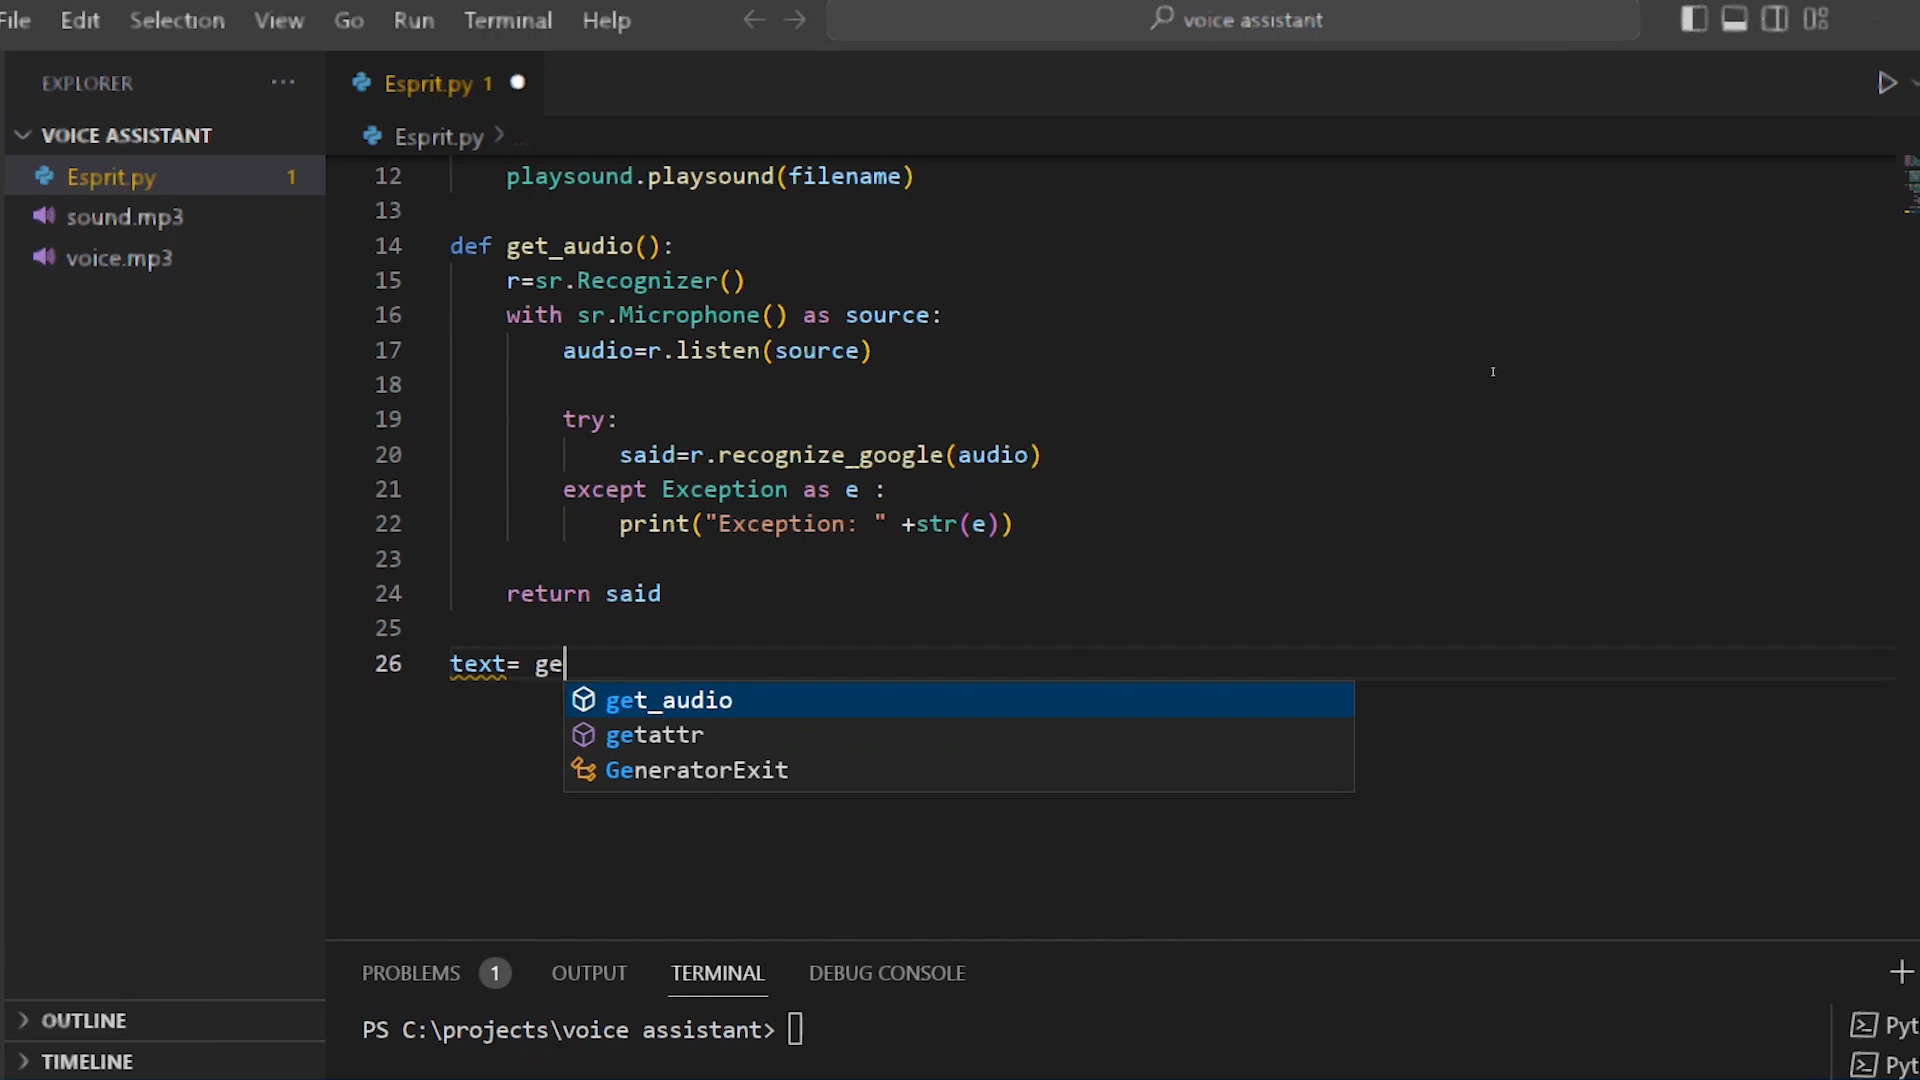 File Edit Selection View Go Run Terminal Help voice assistant
EXPLORER ...
Esprit.py 1
VOICE ASSISTANT
Esprit.py > ...
Esprit.py 1
sound.mp3
voice.mp3
12 playsound.playsound(filename)
13
14 def get_audio():
15 r=sr.Recognizer()
16 with sr.Microphone() as source:
17 audio=r.listen(source)
18
19 try:
20 said=r.recognize_google(audio)
21 except Exception as e :
22 print("Exception: " +str(e))
23
24 return said
25
26 text= ge
get_audio
getattr
GeneratorExit
PROBLEMS 1 OUTPUT TERMINAL DEBUG CONSOLE
PS C:\projects\voice assistant>
Pyt
Pyt
OUTLINE
TIMELINE